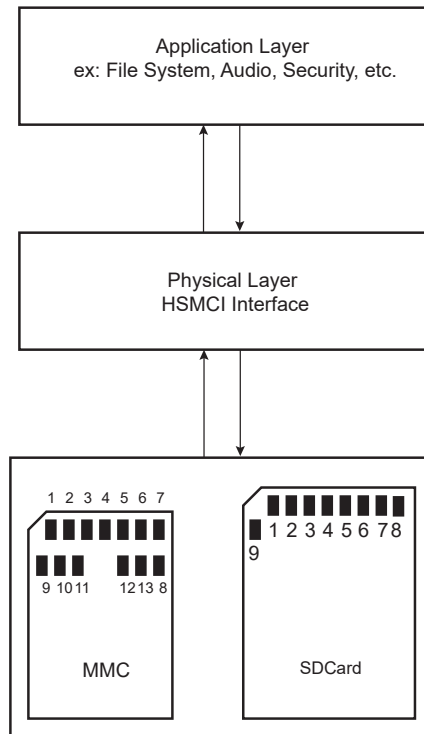 Application Layer
ex: File System, Audio, Security, etc.
Physical Layer
HSMCI Interface
1 2 3 4 5 6 7
9 10 11 12 13 8
MMC
1 2 3 4 5 6 7 8
9
SDCard